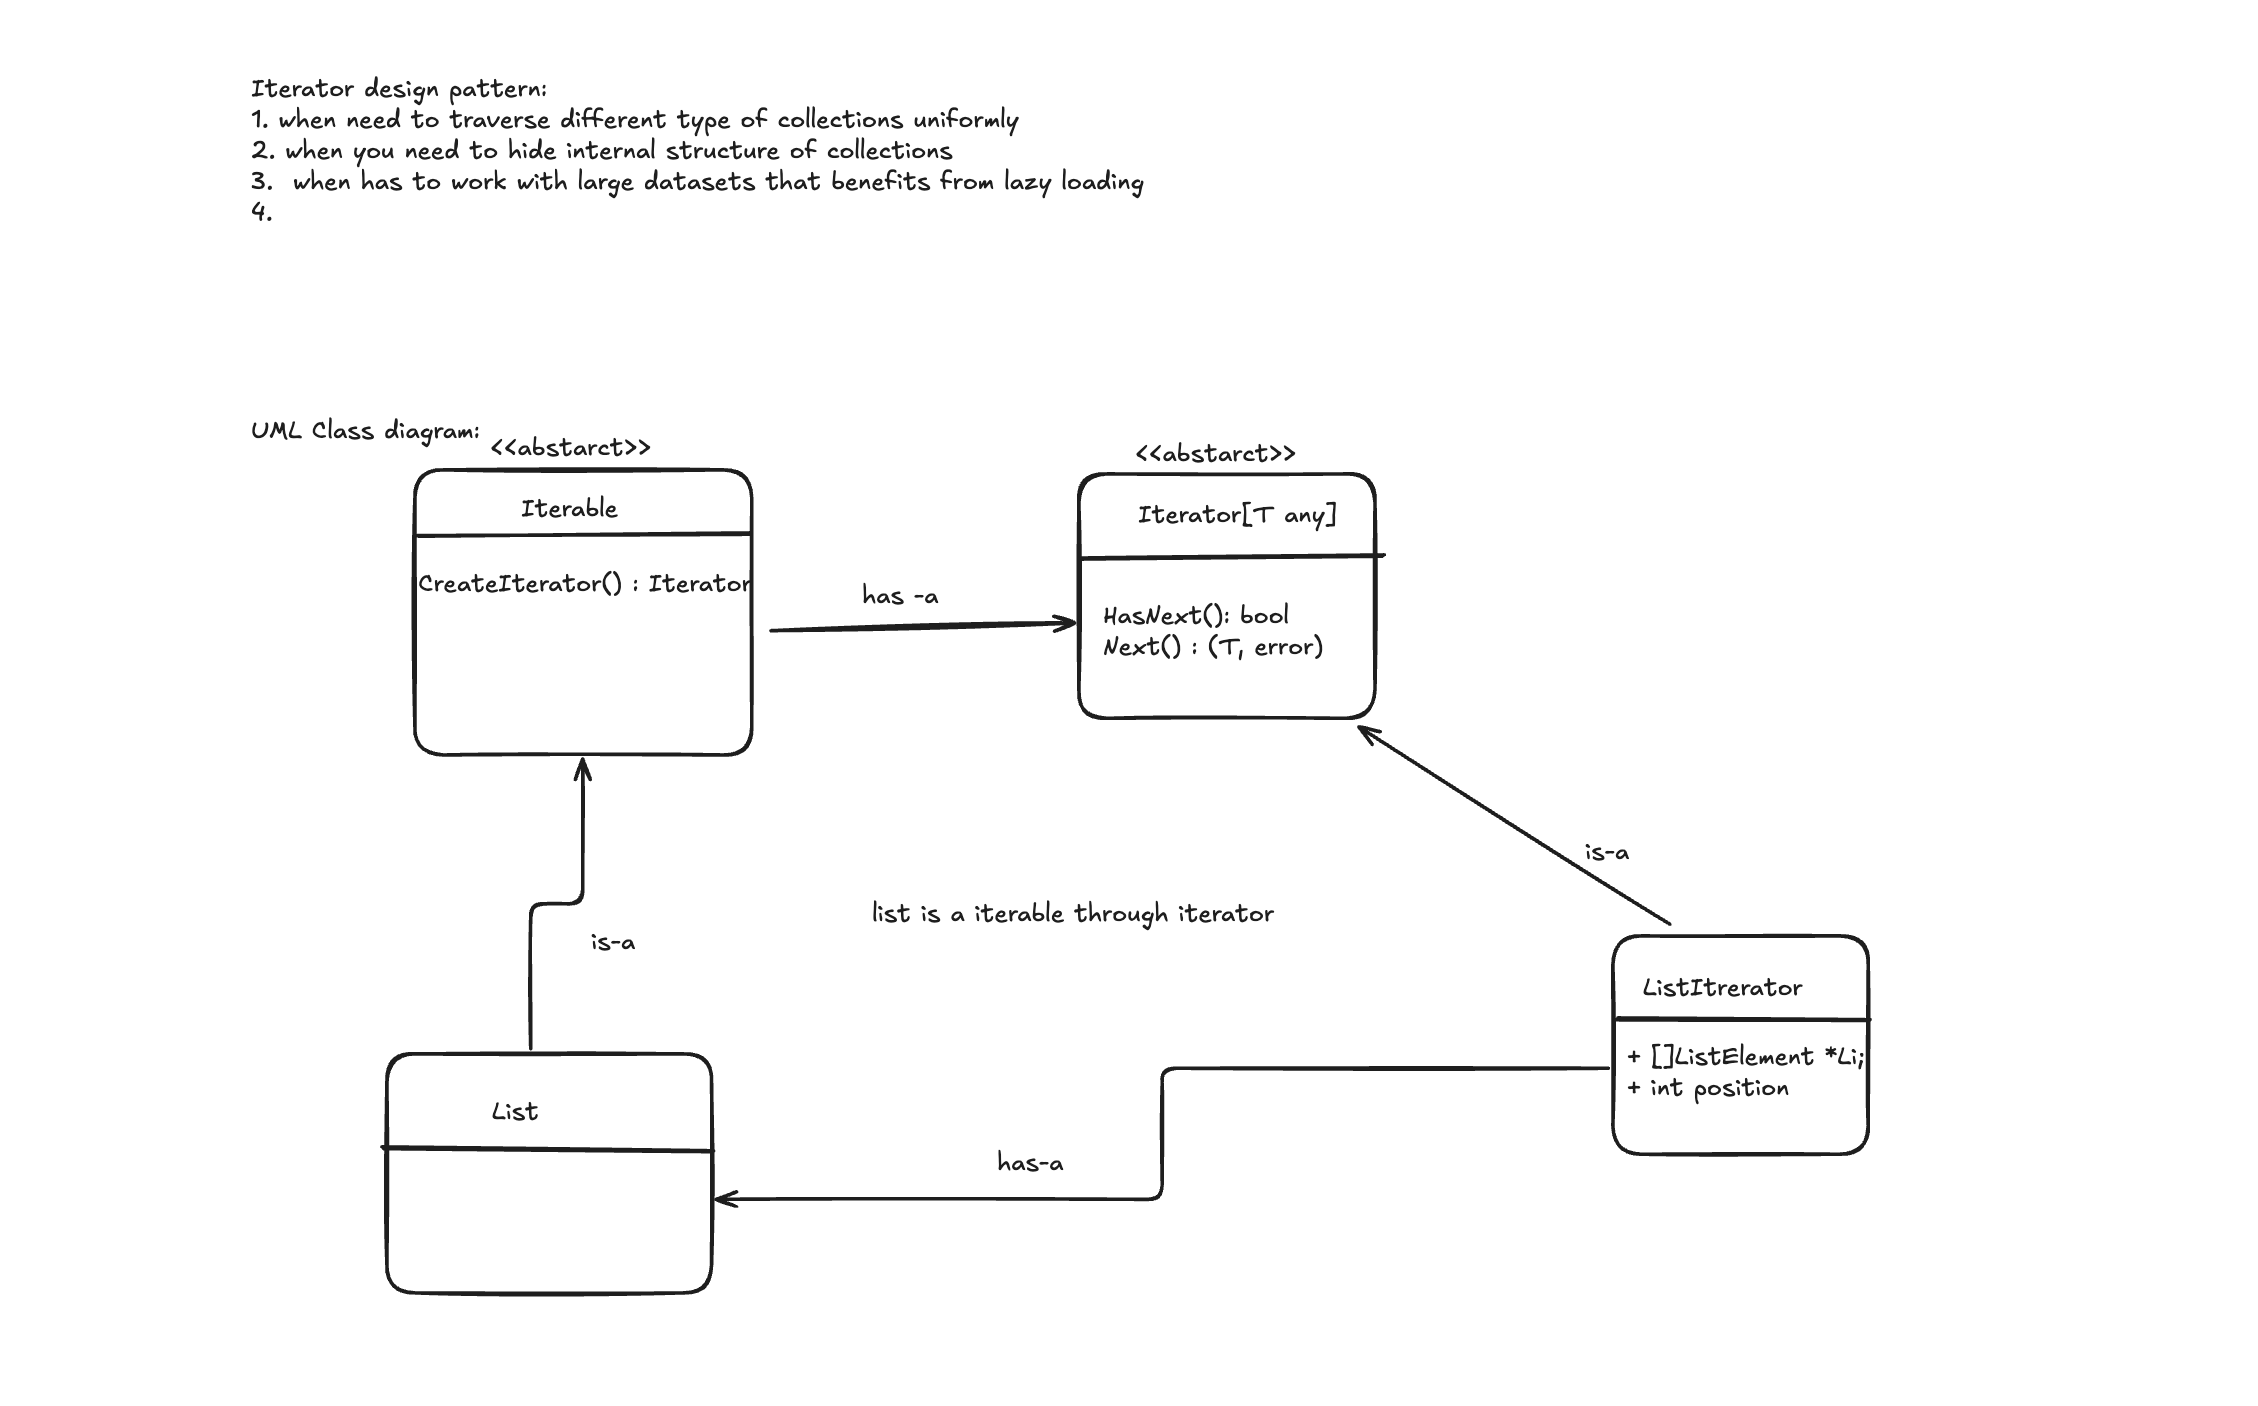 Iterator design pattern:
1. when need to traverse different type of collections uniformly
2. when you need to hide internal structure of collections
3. when has to work with large datasets that benefits from lazy loading
4.
UML Class diagram:
<<abstarct>>
Iterable
CreateIterator() : Iterator
has -a
<<abstarct>>
Iterator[T any]
HasNext(): bool
Next() : (T, error)
is-a
is-a
list is a iterable through iterator
ListItrerator
+ []ListElement *Li;
+ int position
has-a
List